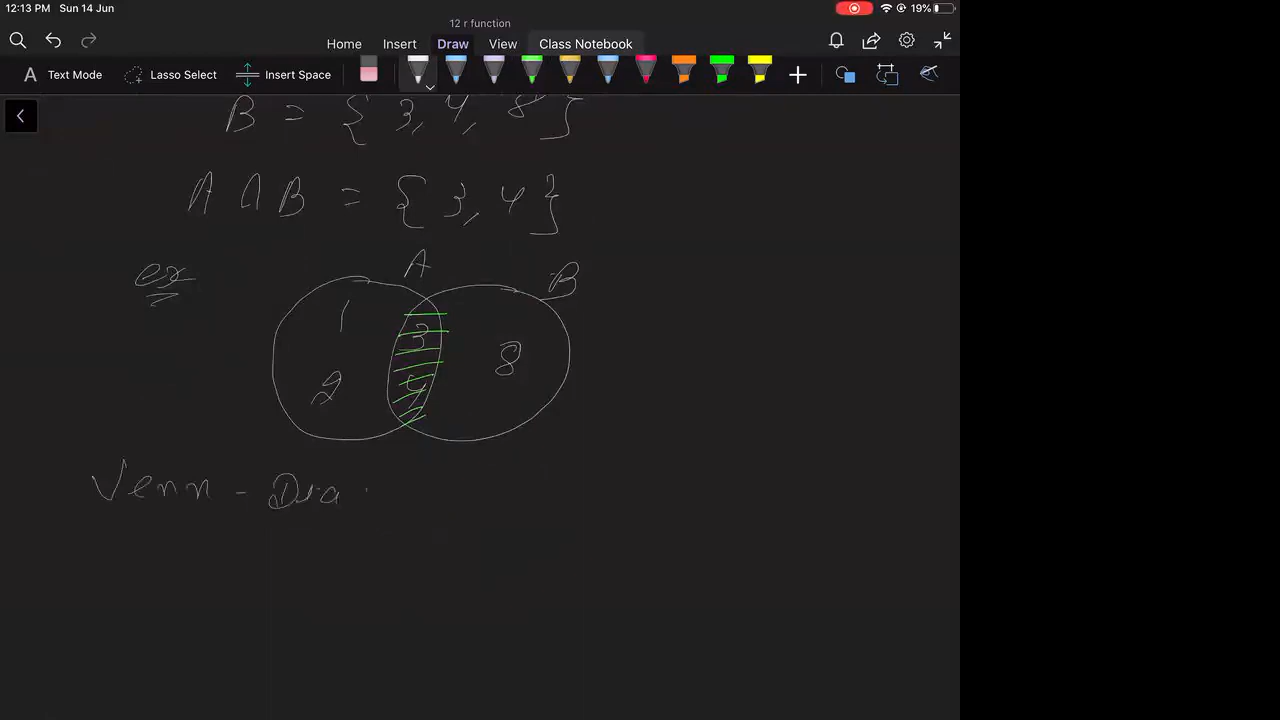 12:13 PM Sun 14 Jun
19%
12 r function
Home Insert Draw View Class Notebook
A Text Mode Lasso Select Insert Space
B = {3, 4, 8}
A ∩ B = {3, 4}
ex
A
B
1
3
8
2
4
Venn - Dia